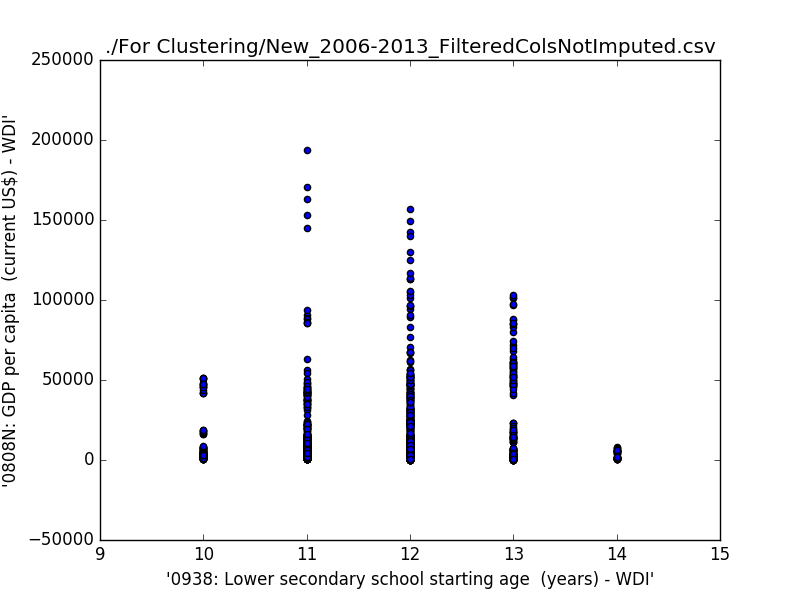 ./For Clustering/New_2006-2013_FilteredColsNotImputed.csv
250000
200000
150000
100000
50000
0
−50000
'0808N: GDP per capita  (current US$) - WDI'
9 10 11 12 13 14 15
'0938: Lower secondary school starting age  (years) - WDI'